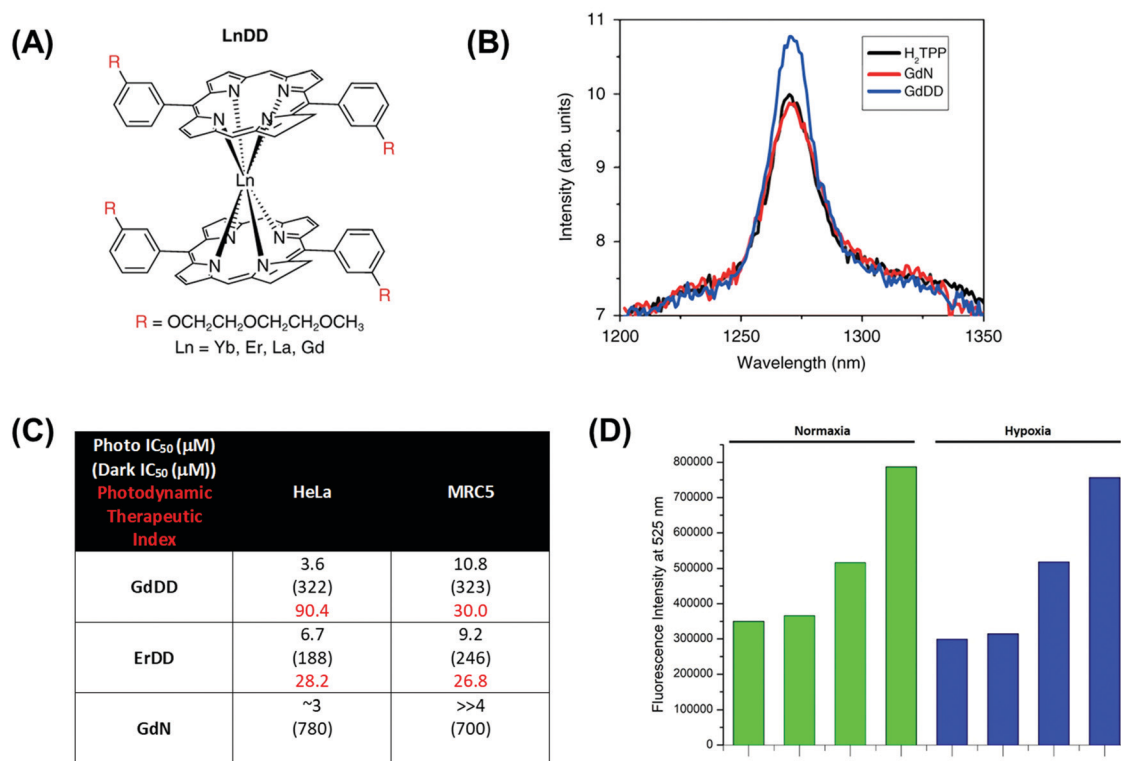 (A)
LnDD
R
R
N
N
N
N
Ln
R
N
N
N
N
R
R = OCH₂CH₂OCH₂CH₂OCH₃
Ln = Yb, Er, La, Gd
(B)
Intensity (arb. units)
11
10
9
8
7
H₂TPP
GdN
GdDD
1200
1250
1300
1350
Wavelength (nm)
(C)
Photo IC₅₀ (μM)
(Dark IC₅₀ (μM))
Photodynamic
Therapeutic
Index
HeLa
MRC5
GdDD
3.6
(322)
90.4
10.8
(323)
30.0
ErDD
6.7
(188)
28.2
9.2
(246)
26.8
GdN
~3
(780)
>>4
(700)
(D)
Normaxia
Hypoxia
Fluorescence Intensity at 525 nm
800000
700000
600000
500000
400000
300000
200000
100000
0